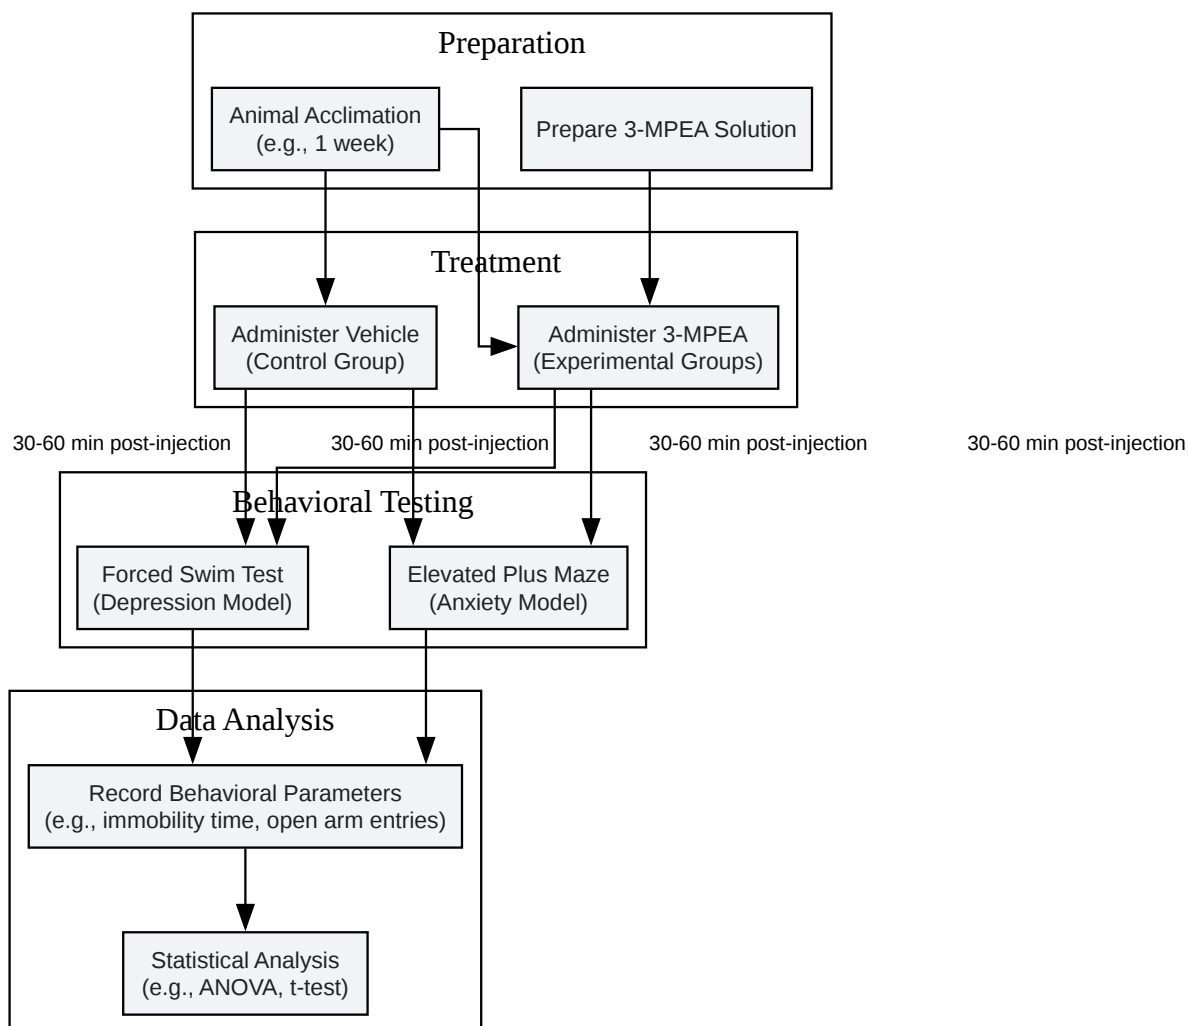 Preparation
Animal Acclimation
(e.g., 1 week)
Prepare 3-MPEA Solution
Treatment
Administer Vehicle
(Control Group)
Administer 3-MPEA
(Experimental Groups)
30-60 min post-injection
30-60 min post-injection
30-60 min post-injection
30-60 min post-injection
Behavioral Testing
Forced Swim Test
(Depression Model)
Elevated Plus Maze
(Anxiety Model)
Data Analysis
Record Behavioral Parameters
(e.g., immobility time, open arm entries)
Statistical Analysis
(e.g., ANOVA, t-test)